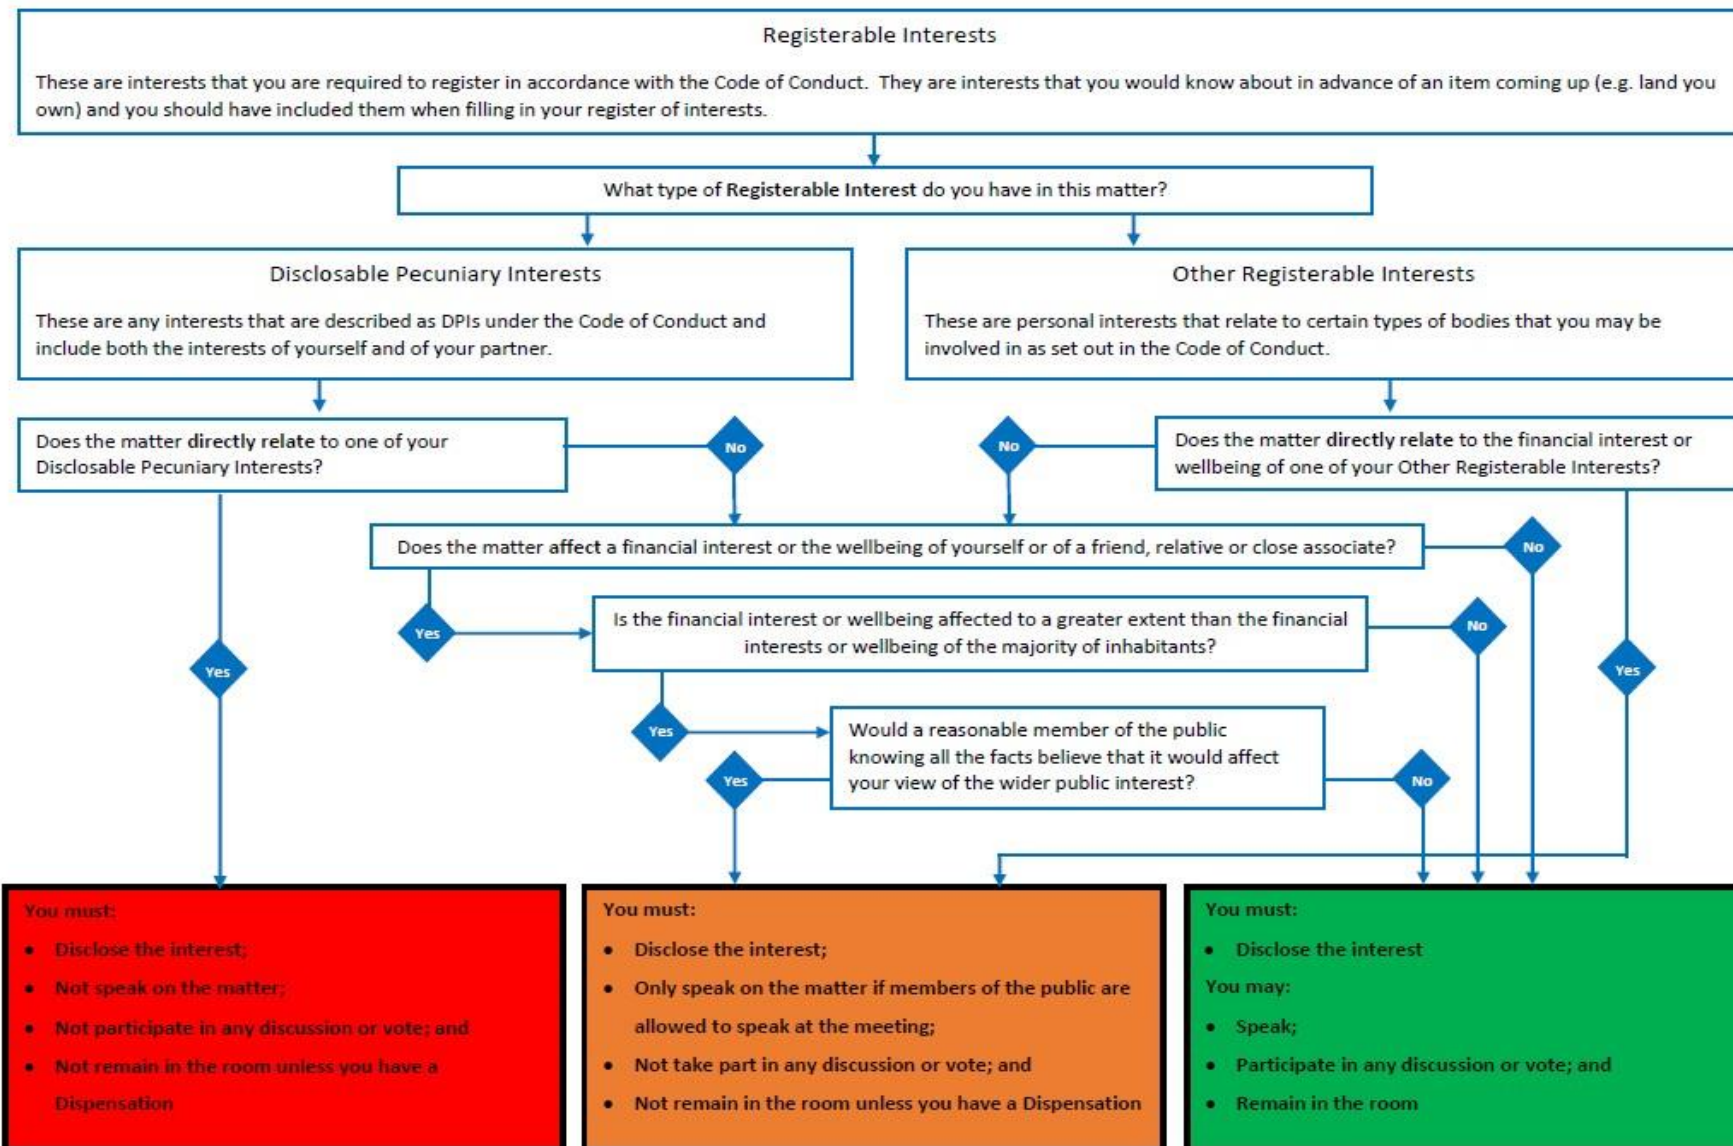 Registerable Interests
These are interests that you are required to register in accordance with the Code of Conduct. They are interests that you would know about in advance of an item coming up (e.g. land you
own) and you should have included them when filling in your register of interests.
What type of Registerable Interest do you have in this matter?
Disclosable Pecuniary Interests
These are any interests that are described as DPIs under the Code of Conduct and
include both the interests of yourself and of your partner.
Other Registerable Interests
These are personal interests that relate to certain types of bodies that you may be
involved in as set out in the Code of Conduct.
Does the matter directly relate to one of your
Disclosable Pecuniary Interests?
No
No
Does the matter directly relate to the financial interest or
wellbeing of one of your Other Registerable Interests?
Does the matter affect a financial interest or the wellbeing of yourself or of a friend, relative or close associate?
No
Yes
Is the financial interest or wellbeing affected to a greater extent than the financial
interests or wellbeing of the majority of inhabitants?
No
Yes
Yes
Yes
Would a reasonable member of the public
knowing all the facts believe that it would affect
your view of the wider public interest?
Yes
No
You must:
• Disclose the interest;
• Not speak on the matter;
• Not participate in any discussion or vote; and
• Not remain in the room unless you have a
Dispensation
You must:
• Disclose the interest;
• Only speak on the matter if members of the public are
allowed to speak at the meeting;
• Not take part in any discussion or vote; and
• Not remain in the room unless you have a Dispensation
You must:
• Disclose the interest
You may:
• Speak;
• Participate in any discussion or vote; and
• Remain in the room